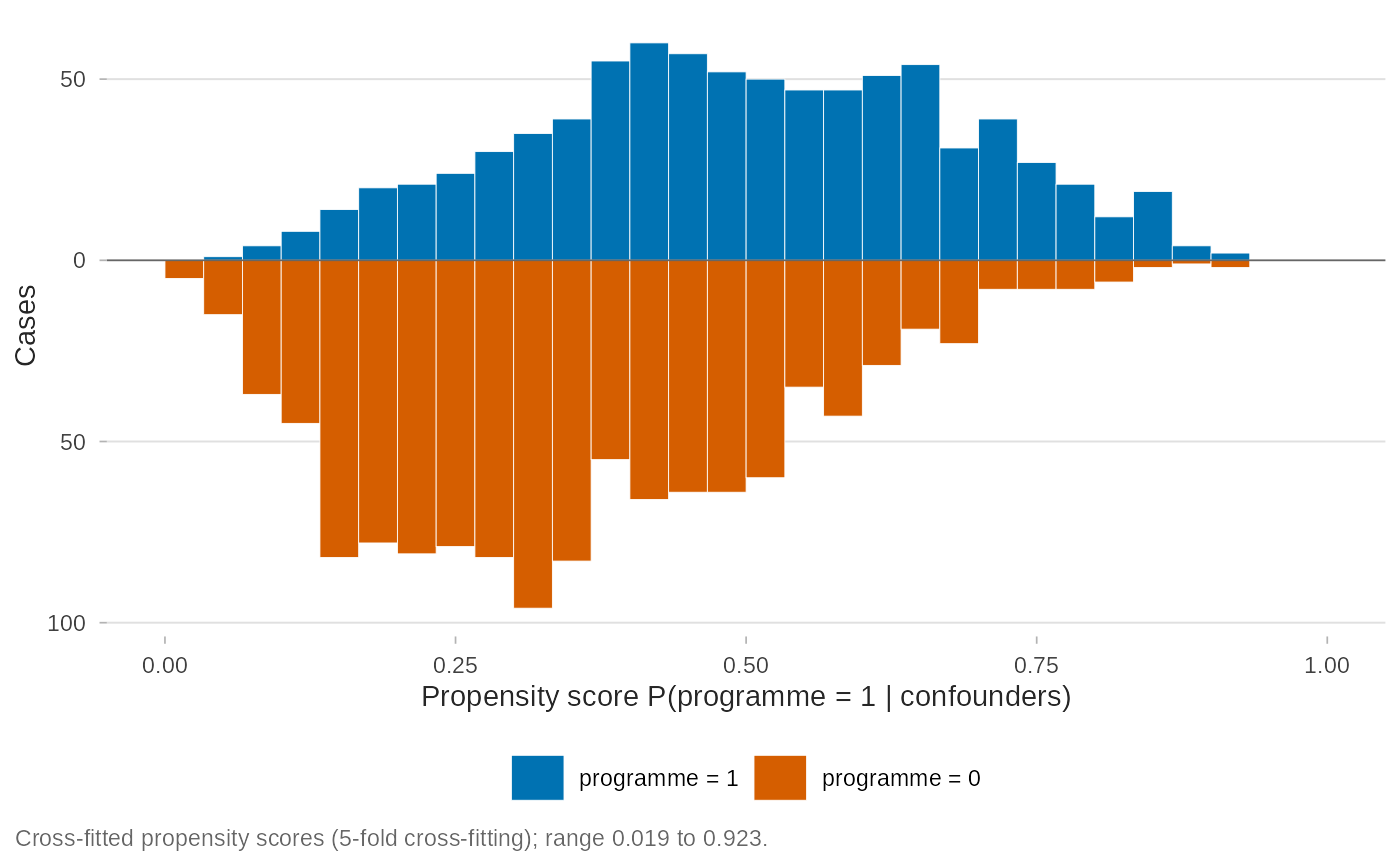 50
0
50
100
Cases
0.00 0.25 0.50 0.75 1.00
Propensity score P(programme = 1 | confounders)
programme = 1 programme = 0
Cross-fitted propensity scores (5-fold cross-fitting); range 0.019 to 0.923.